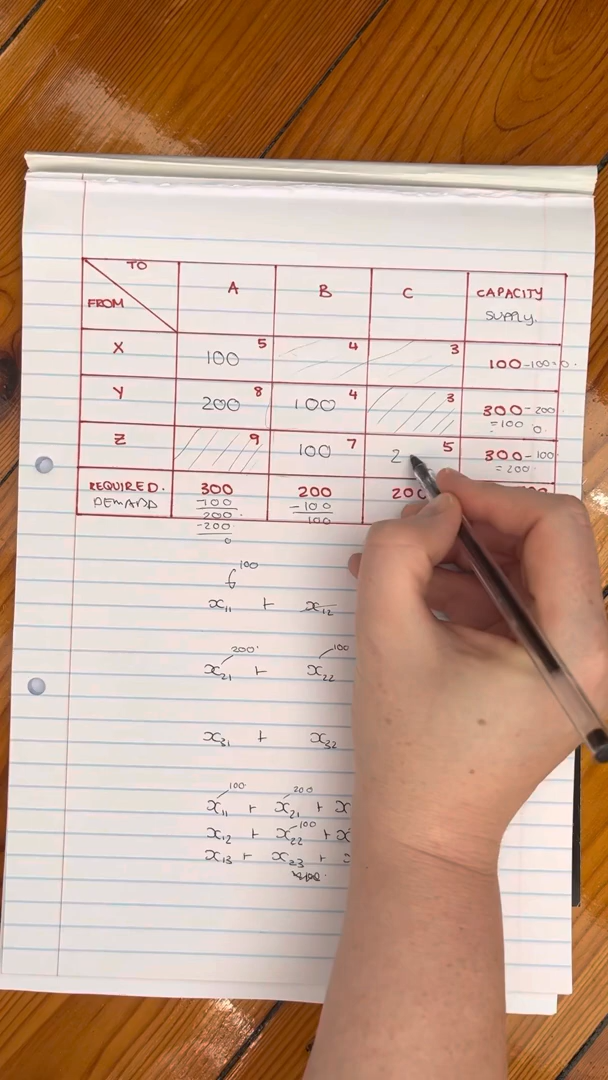 TO A B C CAPACITY
FROM SUPPLY.
X 5 100 4 3 100-100=0.
Y 8 200 4 100 3 300-200
=100 0
Z 9 7 100 5 2 300-100
=200
REQUIRED. 300 200 200
DEMAND 100 -100
200 100
-200
0
100
x₁₁ + x₁₂
200 100
x₂₁ + x₂₂
x₃₁ + x₃₂
100 200
x₁₁ + x₂₁ + x
100
x₁₂ + x₂₂ + x
x₁₃ + x₂₃ +